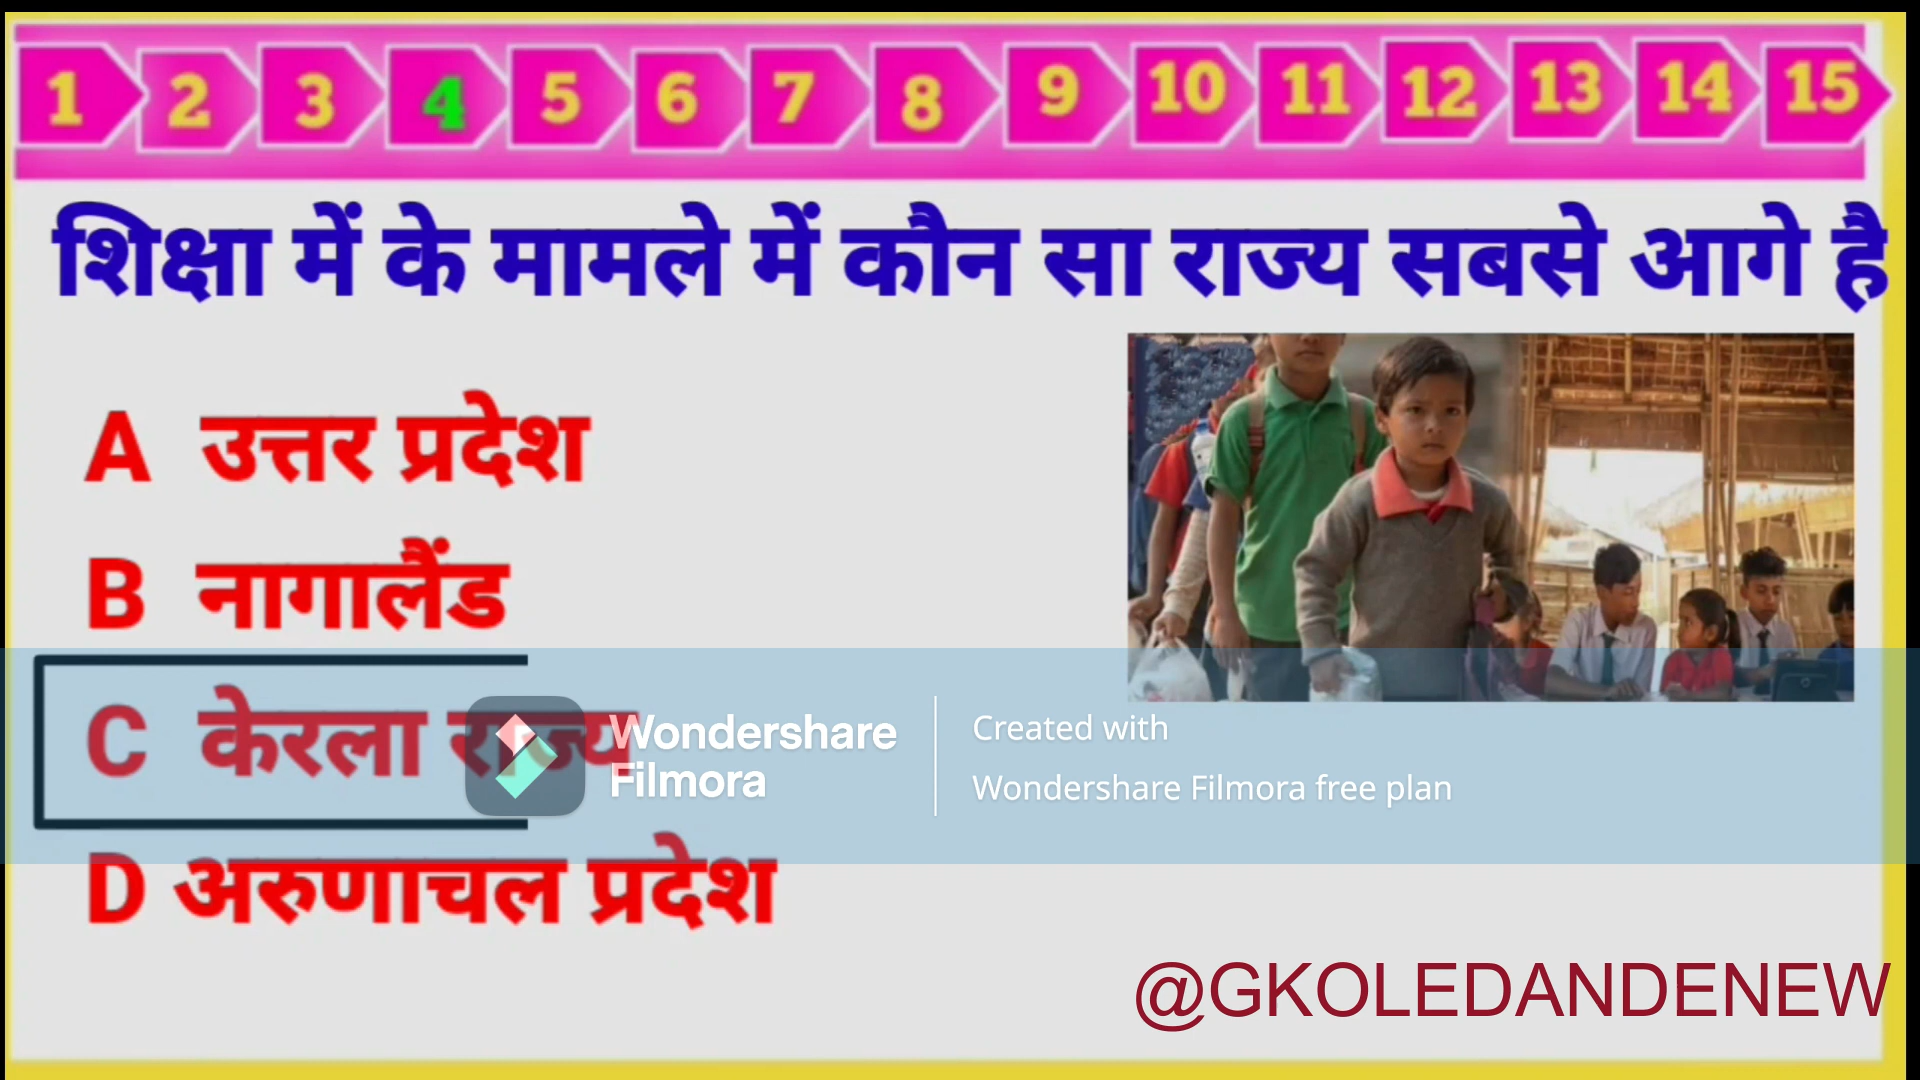 1 2 3 4 5 6 7 8 9 10 11 12 13 14 15
शिक्षा में के मामले में कौन सा राज्य सबसे आगे है
A उत्तर प्रदेश
B नागालैंड
C केरला राज्य
Wondershare Filmora
Created with
Wondershare Filmora free plan
D अरुणाचल प्रदेश
@GKOLEDANDENEW